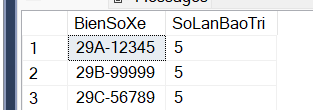 Messages
BienSoXe SoLanBaoTri
1 29A-12345 5
2 29B-99999 5
3 29C-56789 5